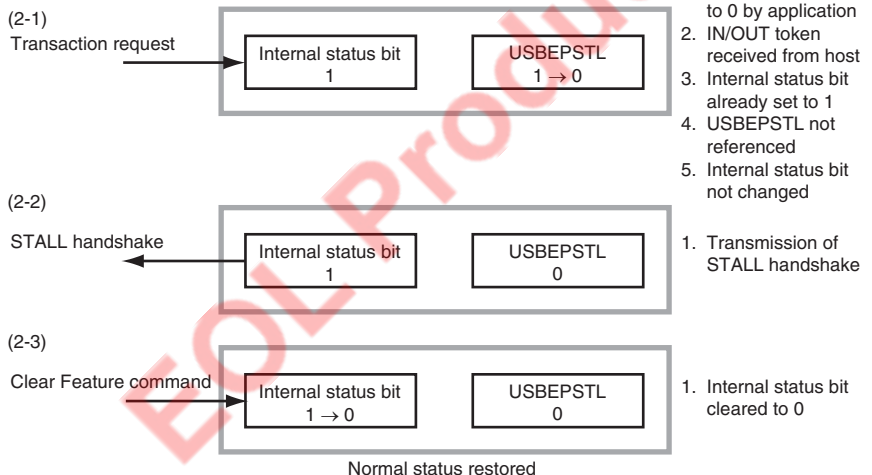 (2-1)
Transaction request
Internal status bit
1
USBEPSTL
1 → 0
to 0 by application
2. IN/OUT token
received from host
3. Internal status bit
already set to 1
4. USBEPSTL not
referenced
5. Internal status bit
not changed
(2-2)
STALL handshake
Internal status bit
1
USBEPSTL
0
1. Transmission of
STALL handshake
(2-3)
Clear Feature command
Internal status bit
1 → 0
USBEPSTL
0
1. Internal status bit
cleared to 0
Normal status restored
EOL Produc